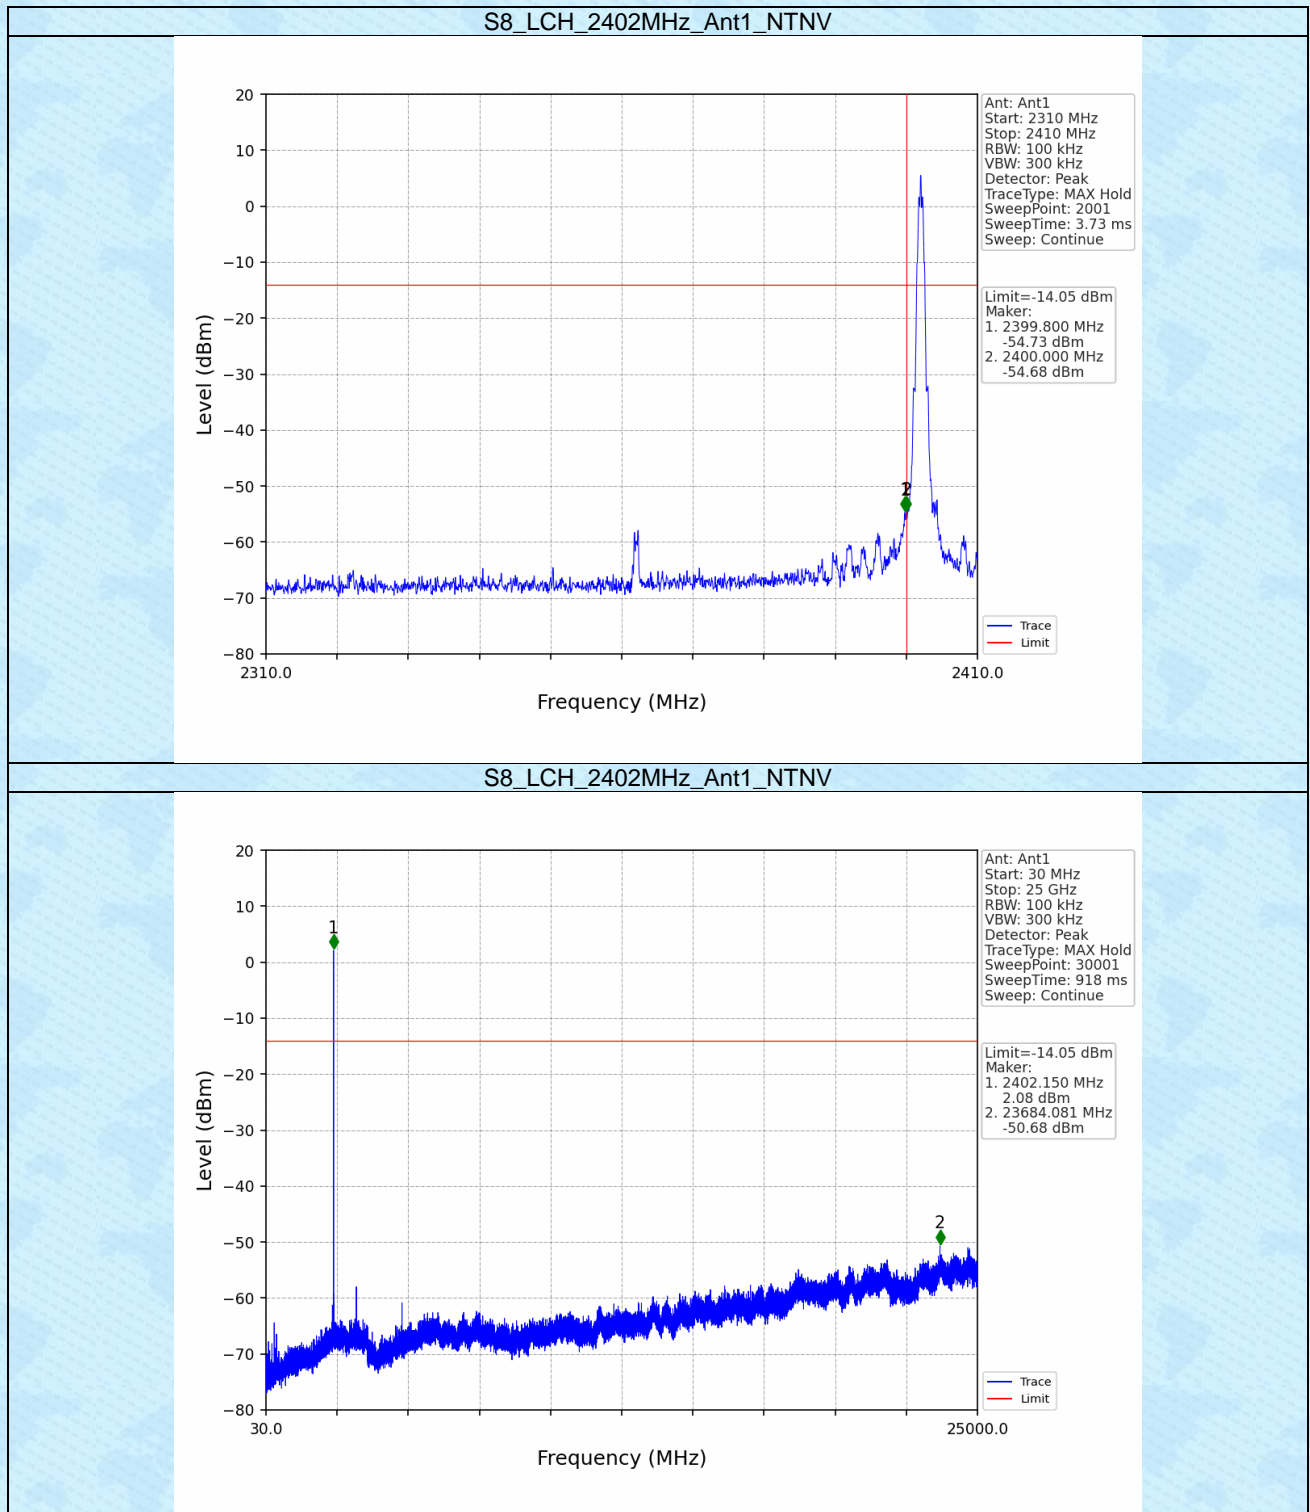 S8_LCH_2402MHz_Ant1_NTNV
20
10
0
−10
−20
−30
−40
−50
−60
−70
−80
Level (dBm)
2310.0
2410.0
Frequency (MHz)
1
2
Ant: Ant1
Start: 2310 MHz
Stop: 2410 MHz
RBW: 100 kHz
VBW: 300 kHz
Detector: Peak
TraceType: MAX Hold
SweepPoint: 2001
SweepTime: 3.73 ms
Sweep: Continue
Limit=-14.05 dBm
Maker:
1. 2399.800 MHz
-54.73 dBm
2. 2400.000 MHz
-54.68 dBm
Trace
Limit
S8_LCH_2402MHz_Ant1_NTNV
20
10
0
−10
−20
−30
−40
−50
−60
−70
−80
Level (dBm)
30.0
25000.0
Frequency (MHz)
1
2
Ant: Ant1
Start: 30 MHz
Stop: 25 GHz
RBW: 100 kHz
VBW: 300 kHz
Detector: Peak
TraceType: MAX Hold
SweepPoint: 30001
SweepTime: 918 ms
Sweep: Continue
Limit=-14.05 dBm
Maker:
1. 2402.150 MHz
2.08 dBm
2. 23684.081 MHz
-50.68 dBm
Trace
Limit